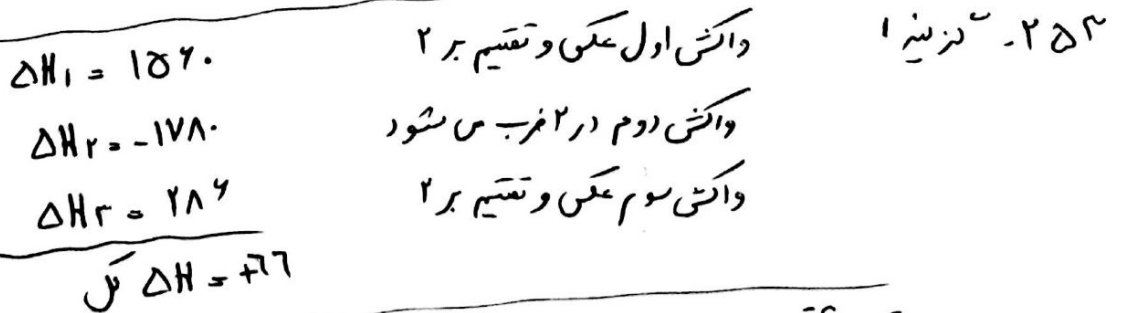 ۲۵۳- گزینه ۱
واکنش اول عکس و تقسیم بر ۲ ΔH۱ = ۱۵۶۰
واکنش دوم در ۲ ضرب می شود ΔH۲ = -۱۷۸۰
واکنش سوم عکس و تقسیم بر ۲ ΔH۳ = ۲۸۶
ΔH کل = +۶۶